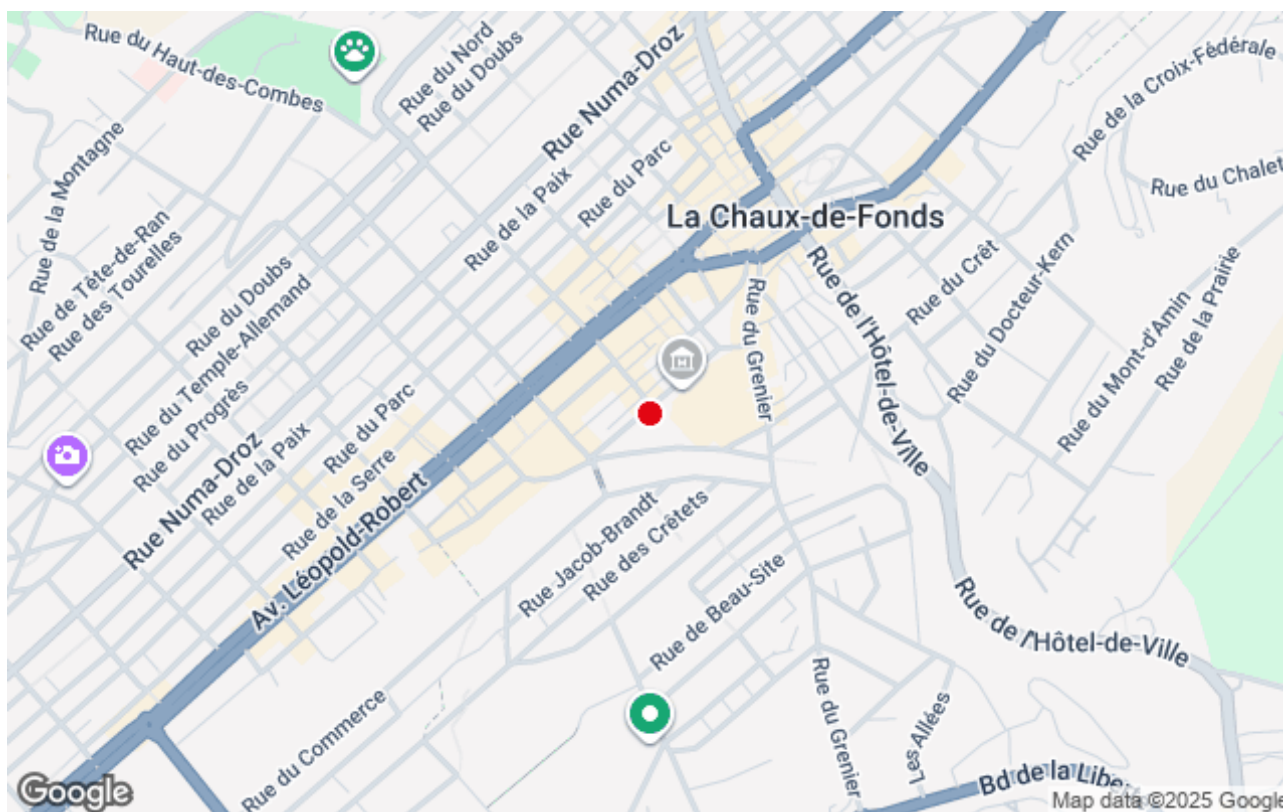 Rue du Haut-des-Combes
Rue du Nord
Rue du Doubs
Rue Numa-Droz
Rue de la Croix-Fédérale
Rue de la Montagne
Rue de la Paix
Rue du Parc
Rue du Chalet
La Chaux-de-Fonds
Rue de Tête-de-Ran
Rue des Tourelles
Rue du Doubs
Rue du Temple-Allemand
Rue du Progrès
Rue Numa-Droz
Rue de la Paix
Rue du Parc
Rue de la Serre
Av. Léopold-Robert
Rue du Grenier
Rue de l'Hôtel-de-Ville
Rue du Crêt
Rue du Docteur-Kern
Rue du Mont-d'Amin
Rue de la Prairie
Rue Jacob-Brandt
Rue des Crêtets
Rue de Beau-Site
Rue de l'Hôtel-de-Ville
Rue du Commerce
Rue du Grenier
Les Allées
Bd de la Liber
Google
Map data ©2025 Google